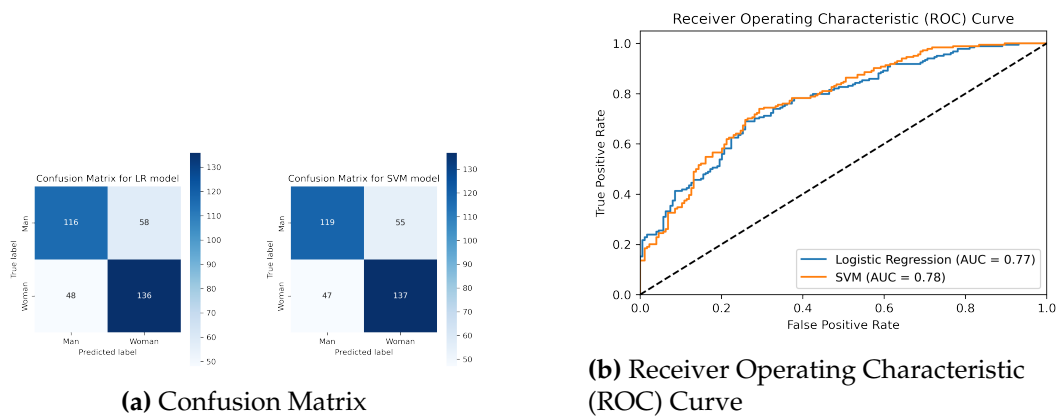 Confusion Matrix for LR model
True label
Man
Woman
116
58
48
136
Man
Woman
Predicted label
130
120
110
100
90
80
70
60
50
Confusion Matrix for SVM model
True label
Man
Woman
119
55
47
137
Man
Woman
Predicted label
130
120
110
100
90
80
70
60
50
(a) Confusion Matrix
Receiver Operating Characteristic (ROC) Curve
True Positive Rate
1.0
0.8
0.6
0.4
0.2
0.0
Logistic Regression (AUC = 0.77)
SVM (AUC = 0.78)
0.0
0.2
0.4
0.6
0.8
1.0
False Positive Rate
(b) Receiver Operating Characteristic
(ROC) Curve